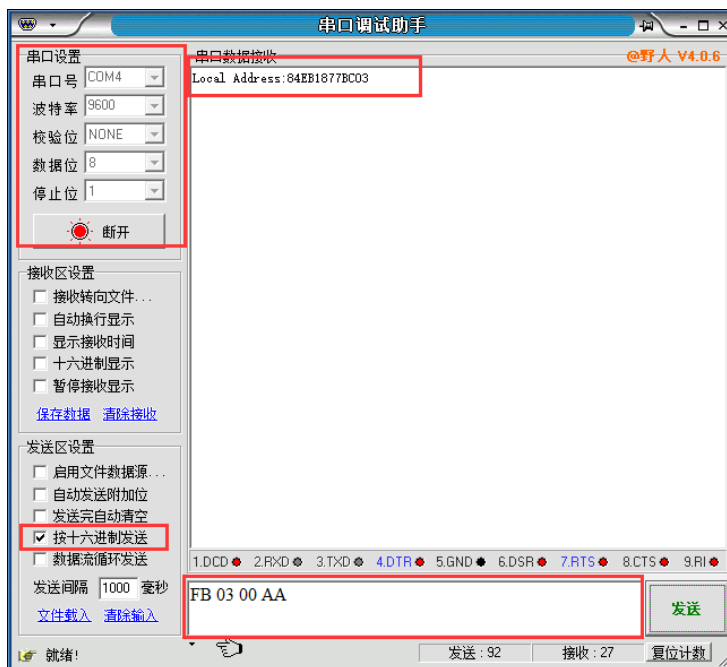 串口调试助手
串口设置
串口号 COM4
波特率 9600
校验位 NONE
数据位 8
停止位 1
断开
接收区设置
接收转向文件...
自动换行显示
显示接收时间
十六进制显示
暂停接收显示
保存数据 清除接收
发送区设置
启用文件数据源...
自动发送附加位
发送完自动清空
按十六进制发送
数据流循环发送
发送间隔 1000 毫秒
文件载入 清除输入
串口数据接收 @野人 V4.0.6
Local Address:84EB1877BC03
1.DCD 2.RXD 3.TXD 4.DTR 5.GND 6.DSR 7.RTS 8.CTS 9.RI
FB 03 00 AA
发送
就绪! 发送 : 92 接收 : 27 复位计数